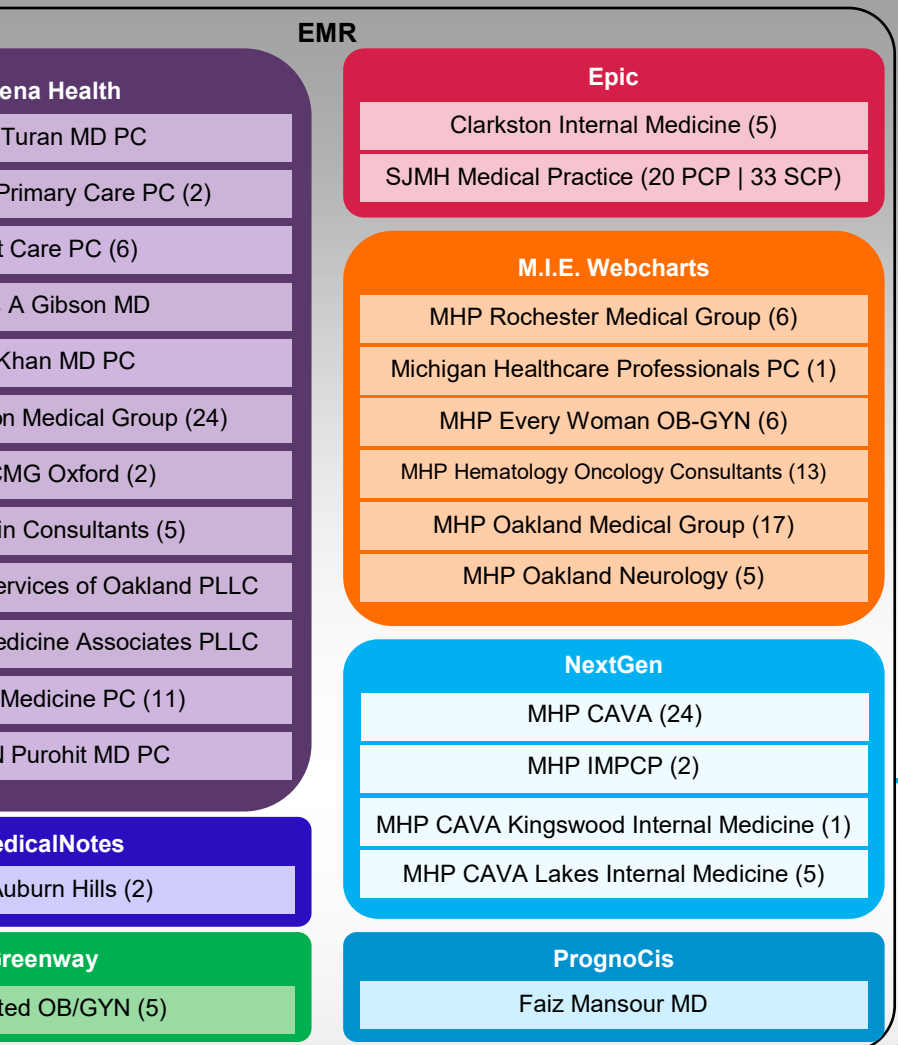 EMR
ena Health
Turan MD PC
Primary Care PC (2)
t Care PC (6)
A Gibson MD
Khan MD PC
on Medical Group (24)
CMG Oxford (2)
in Consultants (5)
ervices of Oakland PLLC
edicine Associates PLLC
Medicine PC (11)
Purohit MD PC
edicalNotes
Auburn Hills (2)
Greenway
ted OB/GYN (5)
Epic
Clarkston Internal Medicine (5)
SJMH Medical Practice (20 PCP | 33 SCP)
M.I.E. Webcharts
MHP Rochester Medical Group (6)
Michigan Healthcare Professionals PC (1)
MHP Every Woman OB-GYN (6)
MHP Hematology Oncology Consultants (13)
MHP Oakland Medical Group (17)
MHP Oakland Neurology (5)
NextGen
MHP CAVA (24)
MHP IMPCP (2)
MHP CAVA Kingswood Internal Medicine (1)
MHP CAVA Lakes Internal Medicine (5)
PrognoCis
Faiz Mansour MD